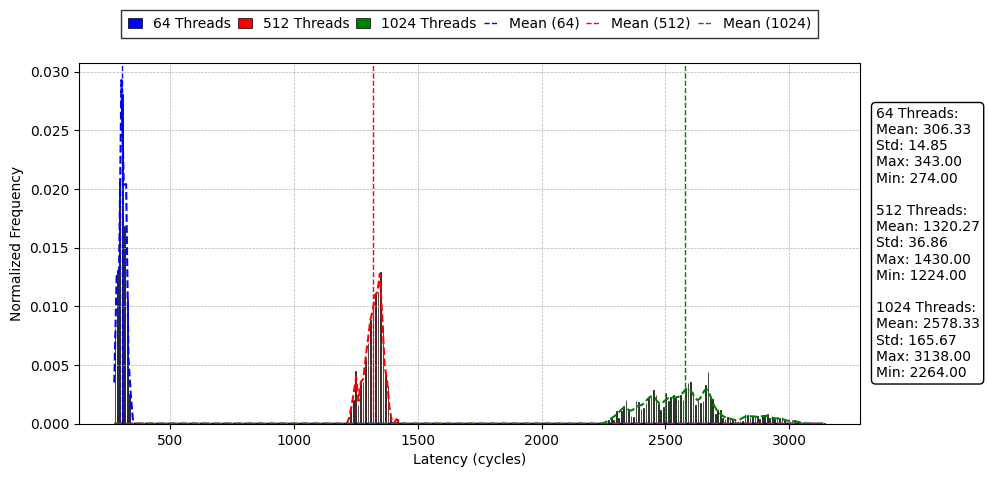 64 Threads 512 Threads 1024 Threads Mean (64) Mean (512) Mean (1024)
0.030
0.025
0.020
0.015
0.010
0.005
0.000
Normalized Frequency
500 1000 1500 2000 2500 3000
Latency (cycles)
64 Threads:
Mean: 306.33
Std: 14.85
Max: 343.00
Min: 274.00
512 Threads:
Mean: 1320.27
Std: 36.86
Max: 1430.00
Min: 1224.00
1024 Threads:
Mean: 2578.33
Std: 165.67
Max: 3138.00
Min: 2264.00